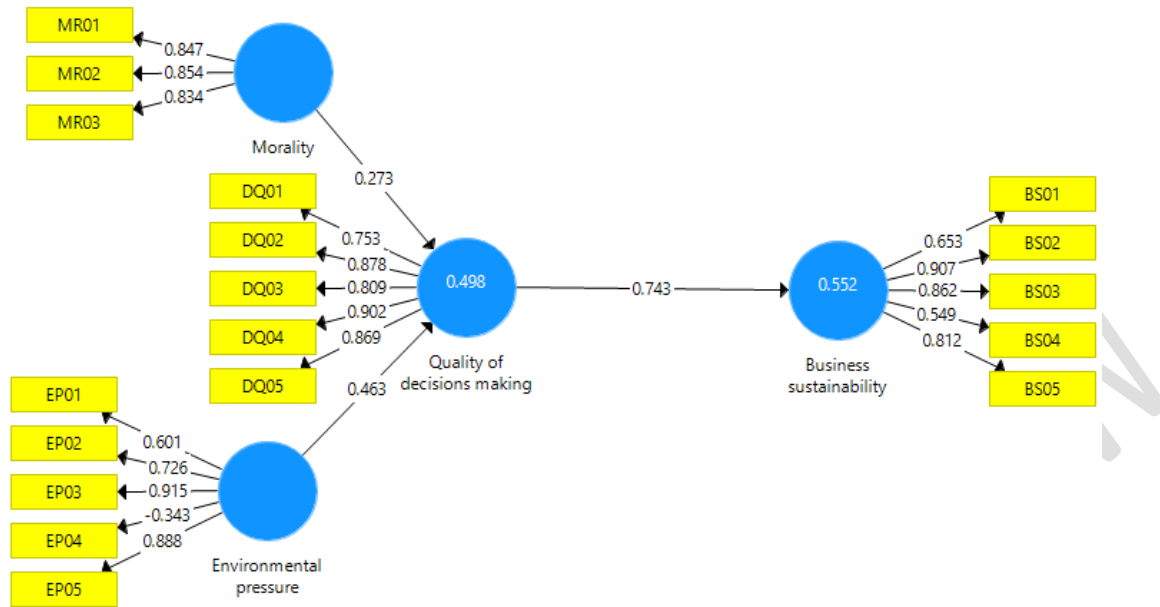 MR01
0.847
MR02
0.854
MR03
0.834
Morality
0.273
DQ01
0.753
DQ02
0.878
DQ03
0.809
DQ04
0.902
DQ05
0.869
0.498
Quality of
decisions making
0.743
0.552
Business
sustainability
BS01
0.653
BS02
0.907
BS03
0.862
BS04
0.549
BS05
0.812
EP01
0.601
EP02
0.726
EP03
0.915
EP04
-0.343
EP05
0.888
0.463
Environmental
pressure